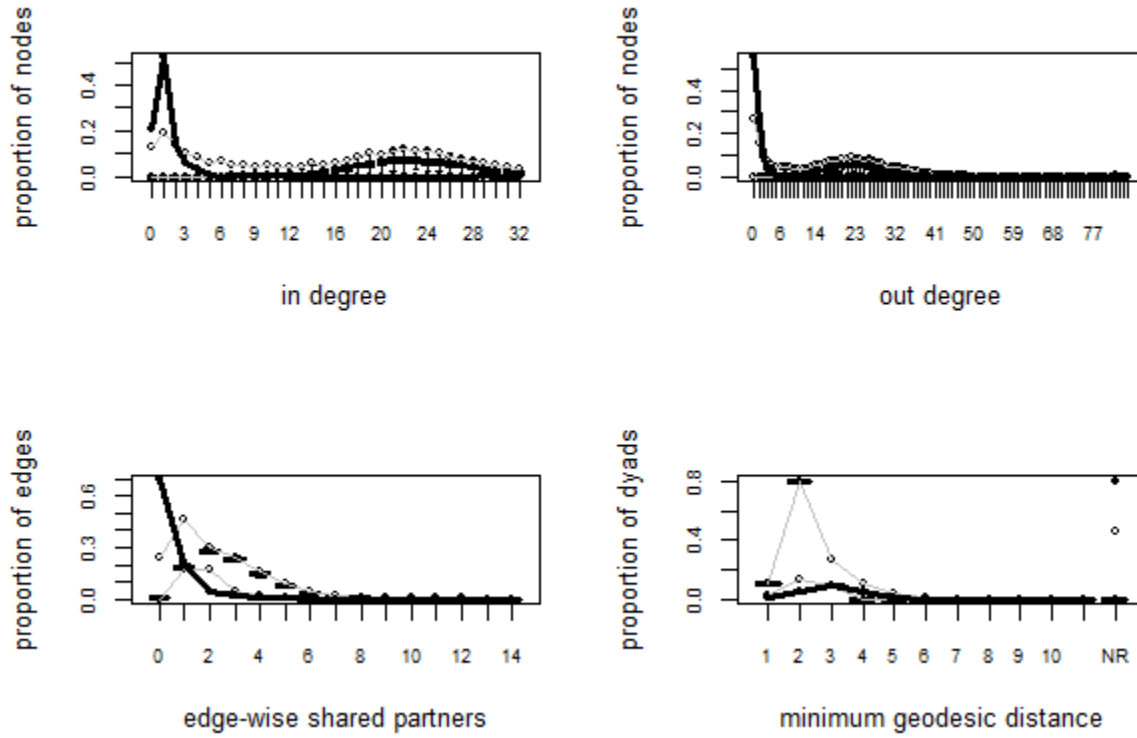 proportion of nodes
0.0 0.2 0.4
0 3 6 9 12 16 20 24 28 32
in degree
proportion of nodes
0.0 0.2 0.4
0 6 14 23 32 41 50 59 68 77
out degree
proportion of edges
0.0 0.3 0.6
0 2 4 6 8 10 12 14
edge-wise shared partners
proportion of dyads
0.0 0.4 0.8
1 2 3 4 5 6 7 8 9 10 NR
minimum geodesic distance